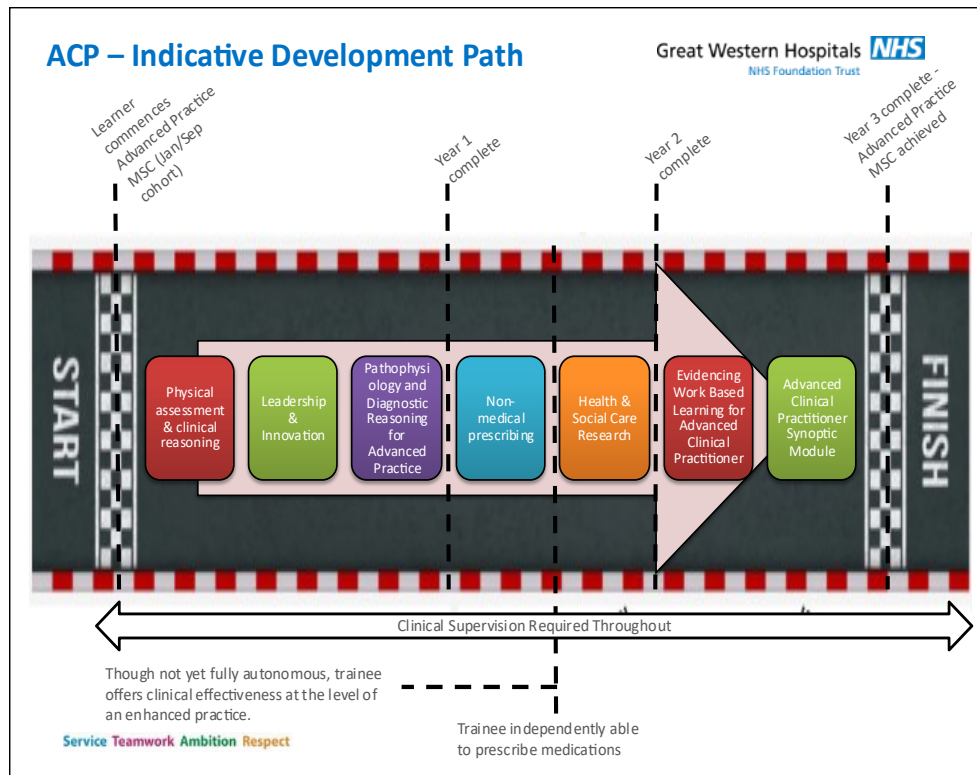 ACP – Indicative Development Path
Great Western Hospitals NHS
NHS Foundation Trust
Learner
commences
Advanced Practice
MSC (Jan/Sep
cohort)
Year 1
complete
Year 2
complete
Year 3 complete -
Advanced Practice
MSC achieved
START
Physical
assessment
& clinical
reasoning
Leadership
&
Innovation
Pathophysi
ology and
Diagnostic
Reasoning
for
Advanced
Practice
Non-
medical
prescribing
Health &
Social Care
Research
Evidencing
Work Based
Learning for
Advanced
Clinical
Practitioner
Advanced
Clinical
Practitioner
Synoptic
Module
FINISH
Clinical Supervision Required Throughout
Though not yet fully autonomous, trainee
offers clinical effectiveness at the level of
an enhanced practice.
Trainee independently able
to prescribe medications
Service Teamwork Ambition Respect